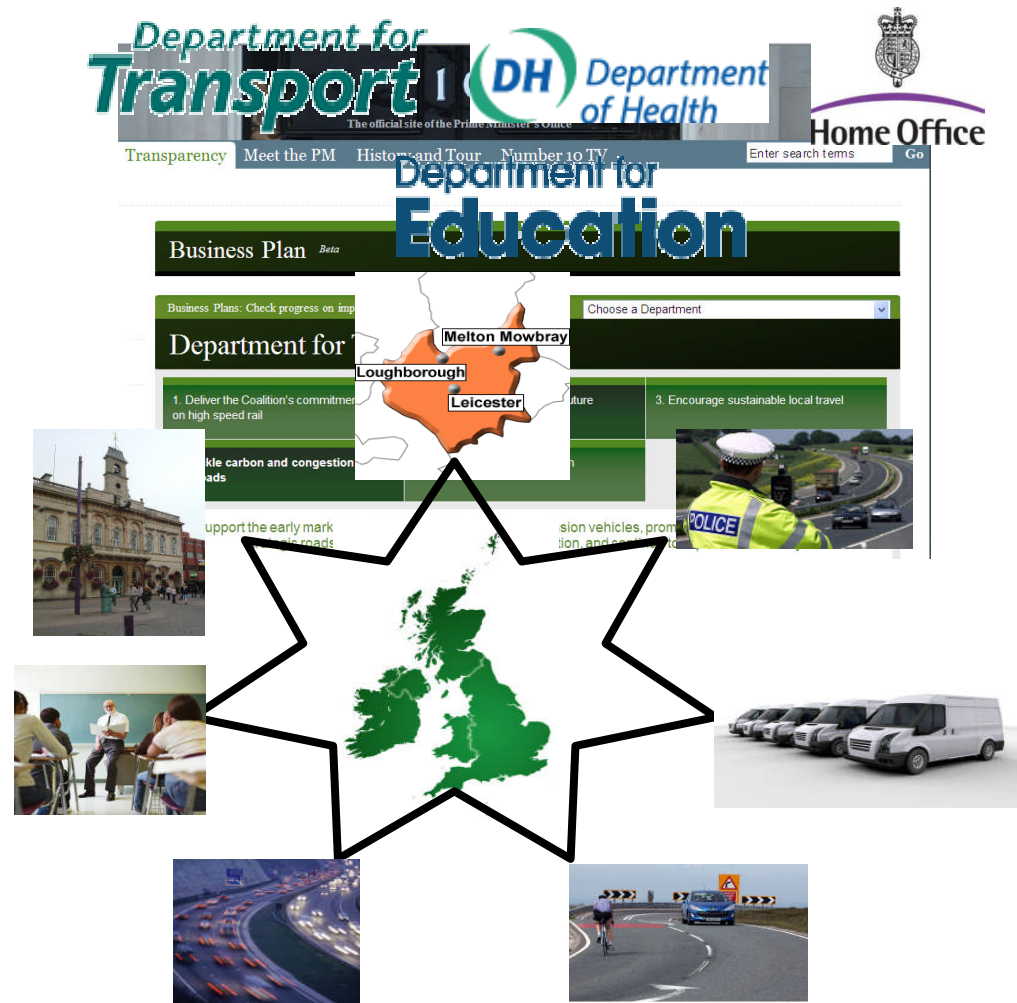 Department for
Transport
DH Department
of Health
Home Office
1
The official site of the Prime Minister's Office
Transparency Meet the PM History and Tour Number 10 TV Enter search terms Go
Department for
Education
Business Plan Beta
Business Plans: Check progress on imp
Choose a Department
Department for T
Melton Mowbray
Loughborough
Leicester
1. Deliver the Coalition's commitmen
on high speed rail
uture
3. Encourage sustainable local travel
kle carbon and congestion
oads
upport the early mark
sion vehicles, prom
POLICE